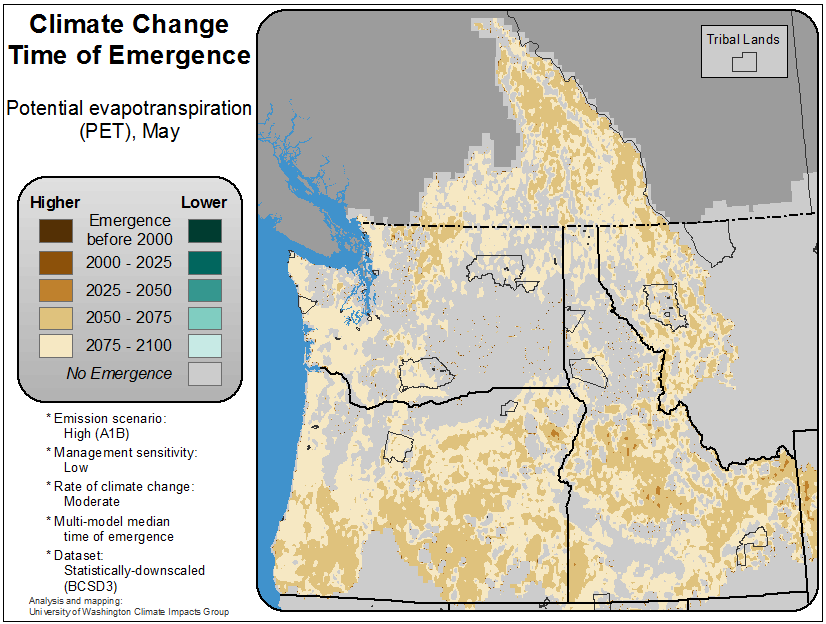 Climate Change
Time of Emergence
Potential evapotranspiration
(PET), May
Higher Lower
Emergence
before 2000
2000 - 2025
2025 - 2050
2050 - 2075
2075 - 2100
No Emergence
* Emission scenario:
High (A1B)
* Management sensitivity:
Low
* Rate of climate change:
Moderate
* Multi-model median
time of emergence
* Dataset:
Statistically-downscaled
(BCSD3)
Analysis and mapping:
University of Washington Climate Impacts Group
Tribal Lands